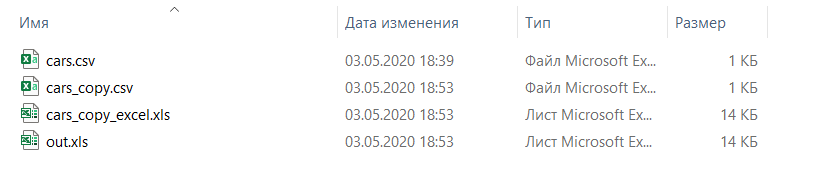 Имя Дата изменения Тип Размер
cars.csv 03.05.2020 18:39 Файл Microsoft Ex... 1 КБ
cars_copy.csv 03.05.2020 18:53 Файл Microsoft Ex... 1 КБ
cars_copy_excel.xls 03.05.2020 18:53 Лист Microsoft Ex... 14 КБ
out.xls 03.05.2020 18:53 Лист Microsoft Ex... 14 КБ